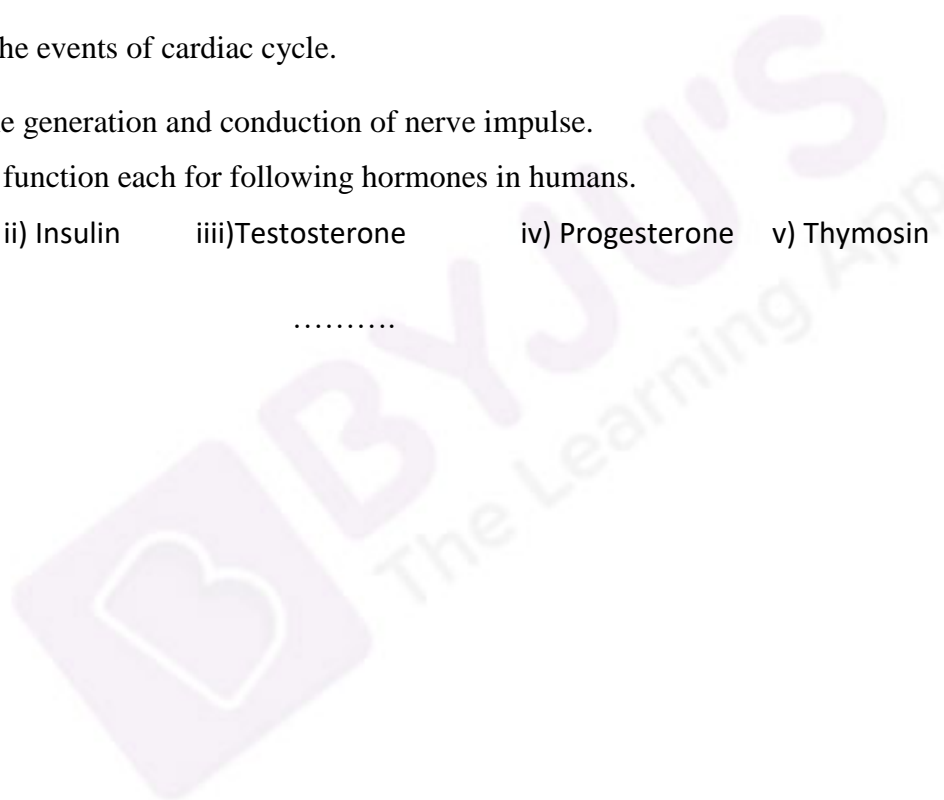 he events of cardiac cycle.
e generation and conduction of nerve impulse.
function each for following hormones in humans.
ii) Insulin iiii)Testosterone iv) Progesterone v) Thymosin
……….
BYJU'S
The Learning App